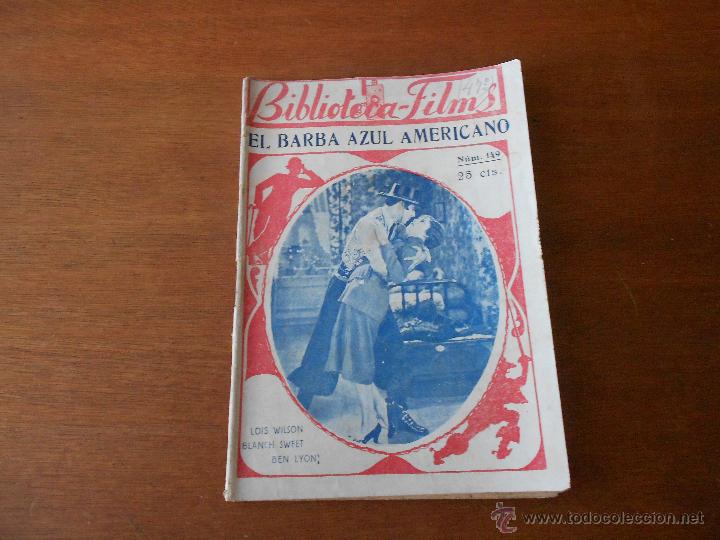 Biblioteca-Films
EL BARBA AZUL AMERICANO
Núm. 149
25 cts.
LOIS WILSON
BLANCH SWEET
BEN LYON
© www.todocoleccion.net